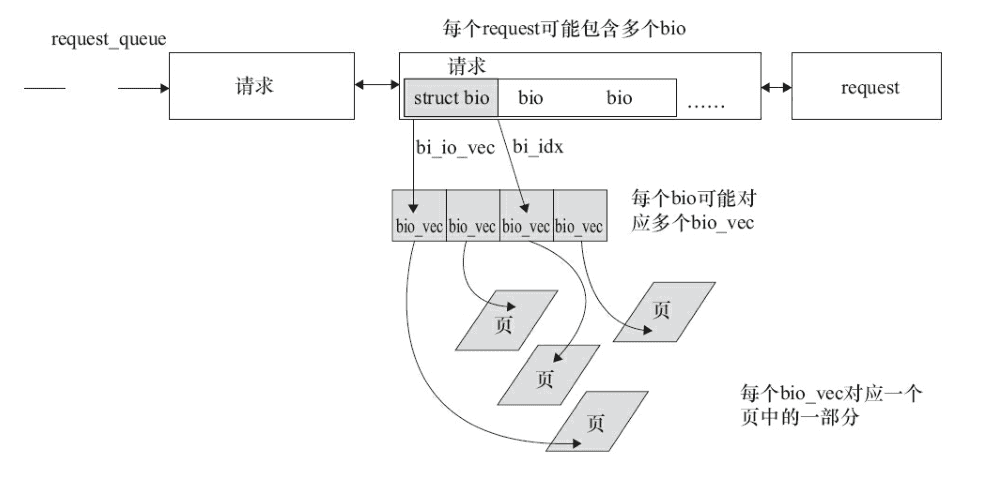 每个request可能包含多个bio
request_queue
请求
请求
struct bio bio bio ……
request
bi_io_vec bi_idx
每个bio可能对
应多个bio_vec
bio_vec bio_vec bio_vec bio_vec
页
页
页
页
每个bio_vec对应一个
页中的一部分